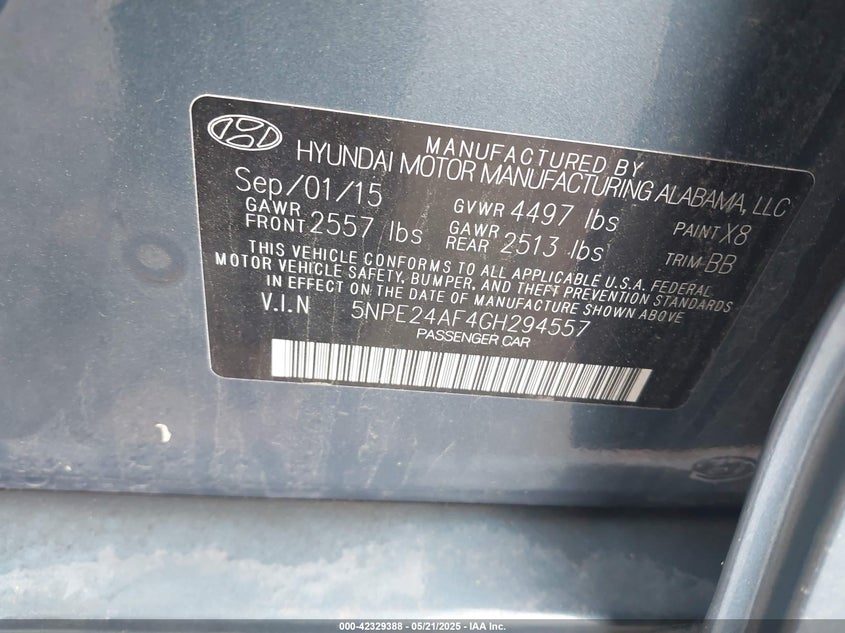 MANUFACTURED BY
HYUNDAI MOTOR MANUFACTURING ALABAMA, LLC
Sep/01/15 GVWR 4497 lbs PAINT X8
GAWR FRONT 2557 lbs GAWR REAR 2513 lbs TRIM BB
THIS VEHICLE CONFORMS TO ALL APPLICABLE U.S.A. FEDERAL
MOTOR VEHICLE SAFETY, BUMPER, AND THEFT PREVENTION STANDARDS
IN EFFECT ON THE DATE OF MANUFACTURE SHOWN ABOVE
V.I.N 5NPE24AF4GH294557
PASSENGER CAR
000-42329388 - 05/21/2025 - IAA Inc.